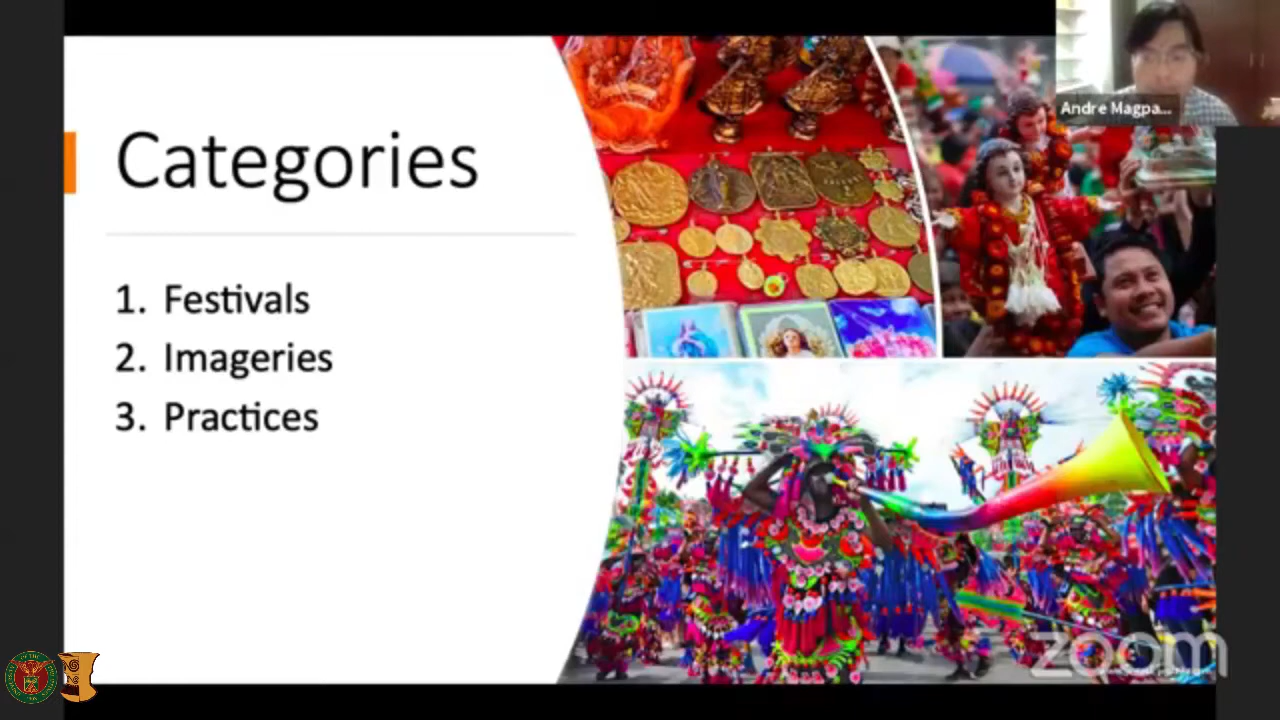 Categories
1. Festivals
2. Imageries
3. Practices
Andre Magpa...
zoom